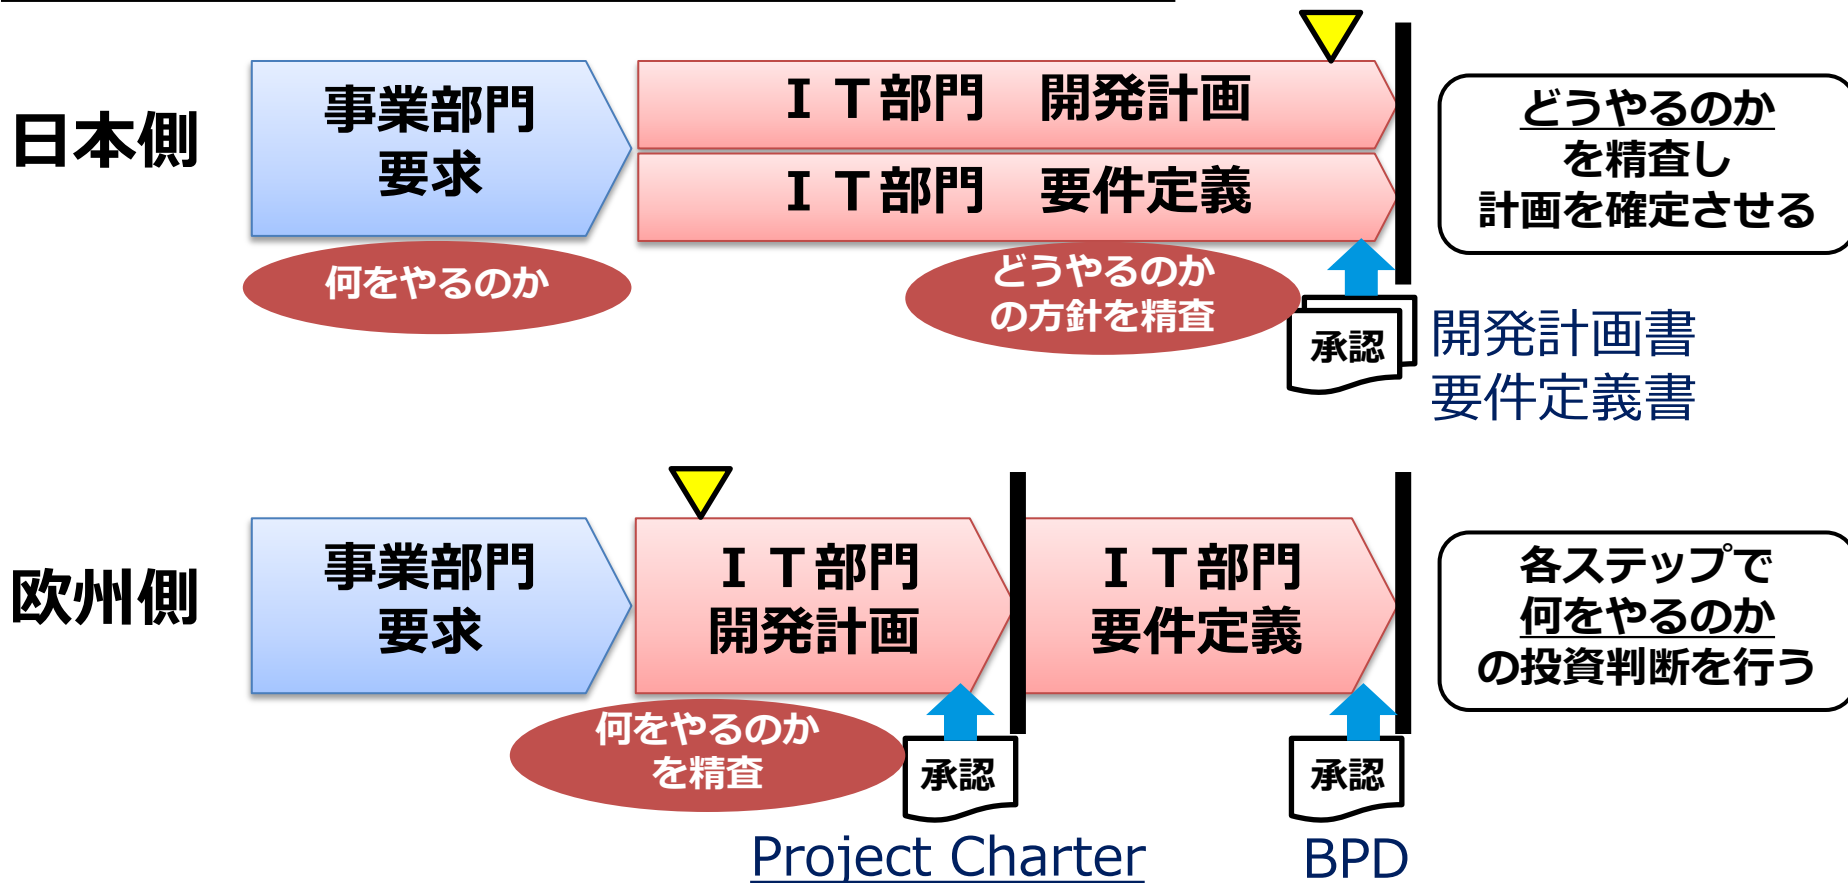 日本側
事業部門
要求
ＩＴ部門　開発計画
ＩＴ部門　要件定義
どうやるのか
を精査し
計画を確定させる
何をやるのか
どうやるのか
の方針を精査
承認
開発計画書
要件定義書
欧州側
事業部門
要求
ＩＴ部門
開発計画
ＩＴ部門
要件定義
各ステップで
何をやるのか
の投資判断を行う
何をやるのか
を精査
承認
承認
Project Charter
BPD